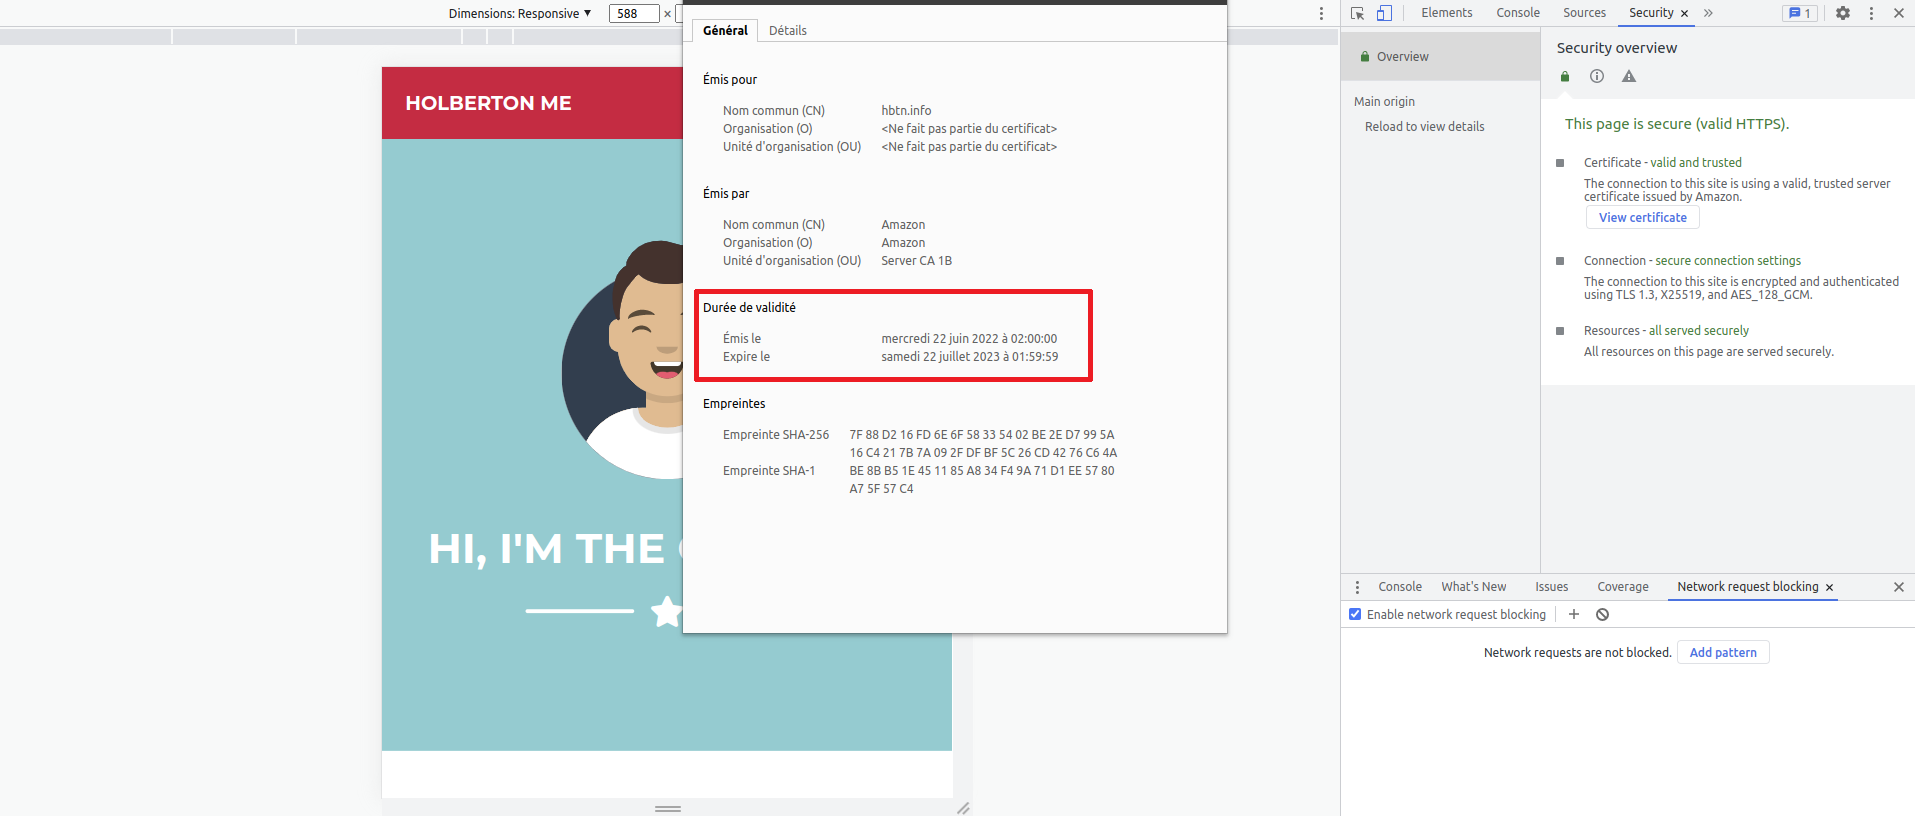 Dimensions: Responsive ▼ 588 ×
Général Détails
Émis pour
Nom commun (CN) hbtn.info
Organisation (O) <Ne fait pas partie du certificat>
Unité d'organisation (OU) <Ne fait pas partie du certificat>
Émis par
Nom commun (CN) Amazon
Organisation (O) Amazon
Unité d'organisation (OU) Server CA 1B
Durée de validité
Émis le mercredi 22 juin 2022 à 02:00:00
Expire le samedi 22 juillet 2023 à 01:59:59
Empreintes
Empreinte SHA-256 7F 88 D2 16 FD 6E 6F 58 33 54 02 BE 2E D7 99 5A
16 C4 21 7B 7A 09 2F DF BF 5C 26 CD 42 76 C6 4A
Empreinte SHA-1 BE 8B B5 1E 45 11 85 A8 34 F4 9A 71 D1 EE 57 80
A7 5F 57 C4
HOLBERTON ME
HI, I'M THE
Elements Console Sources Security × » 1
Overview
Main origin
Reload to view details
Security overview
This page is secure (valid HTTPS).
Certificate - valid and trusted
The connection to this site is using a valid, trusted server
certificate issued by Amazon.
View certificate
Connection - secure connection settings
The connection to this site is encrypted and authenticated
using TLS 1.3, X25519, and AES_128_GCM.
Resources - all served securely
All resources on this page are served securely.
Console What's New Issues Coverage Network request blocking ×
Enable network request blocking
Network requests are not blocked. Add pattern